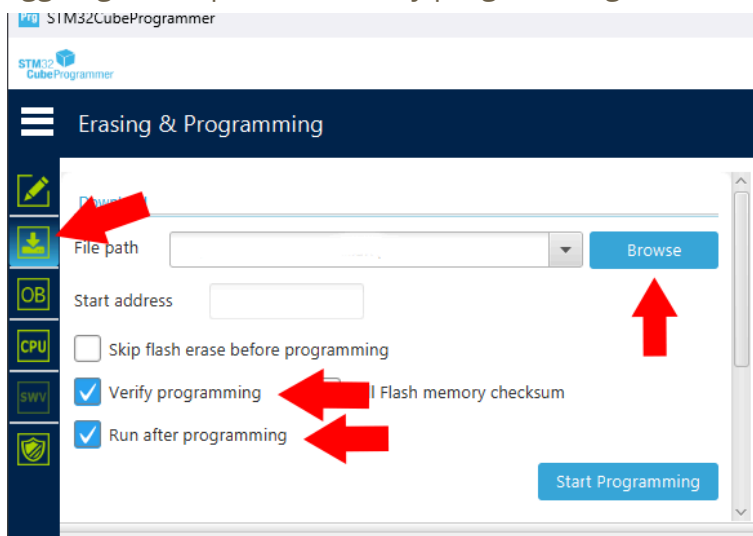 Prg STM32CubeProgrammer
STM32
CubeProgrammer
Erasing & Programming
File path
Browse
OB
Start address
CPU
Skip flash erase before programming
SWV
Verify programming
Flash memory checksum
Run after programming
Start Programming